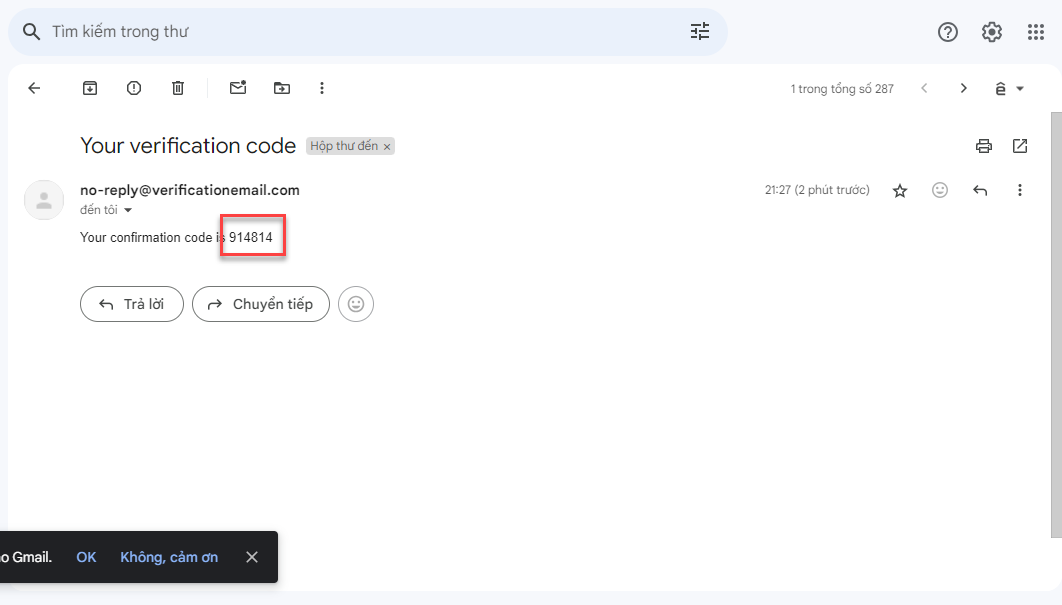 Tìm kiếm trong thư
1 trong tổng số 287
Your verification code Hộp thư đến ×
no-reply@verificationemail.com 21:27 (2 phút trước)
đến tôi
Your confirmation code is 914814
Trả lời Chuyển tiếp
Gmail. OK Không, cảm ơn